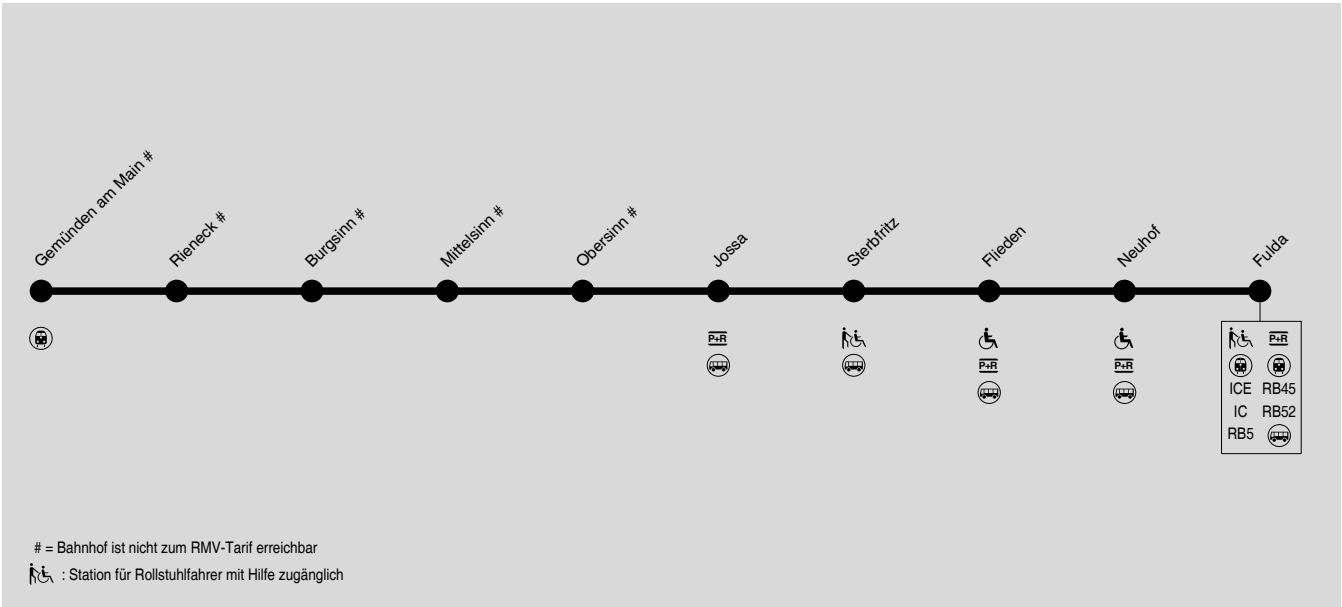 Gemünden am Main #
Rieneck #
Burgsinn #
Mittelsinn #
Obersinn #
Jossa
Sterbfritz
Flieden
Neuhof
Fulda
P+R
P+R
P+R
P+R
ICE RB45
IC RB52
RB5
# = Bahnhof ist nicht zum RMV-Tarif erreichbar
: Station für Rollstuhlfahrer mit Hilfe zugänglich